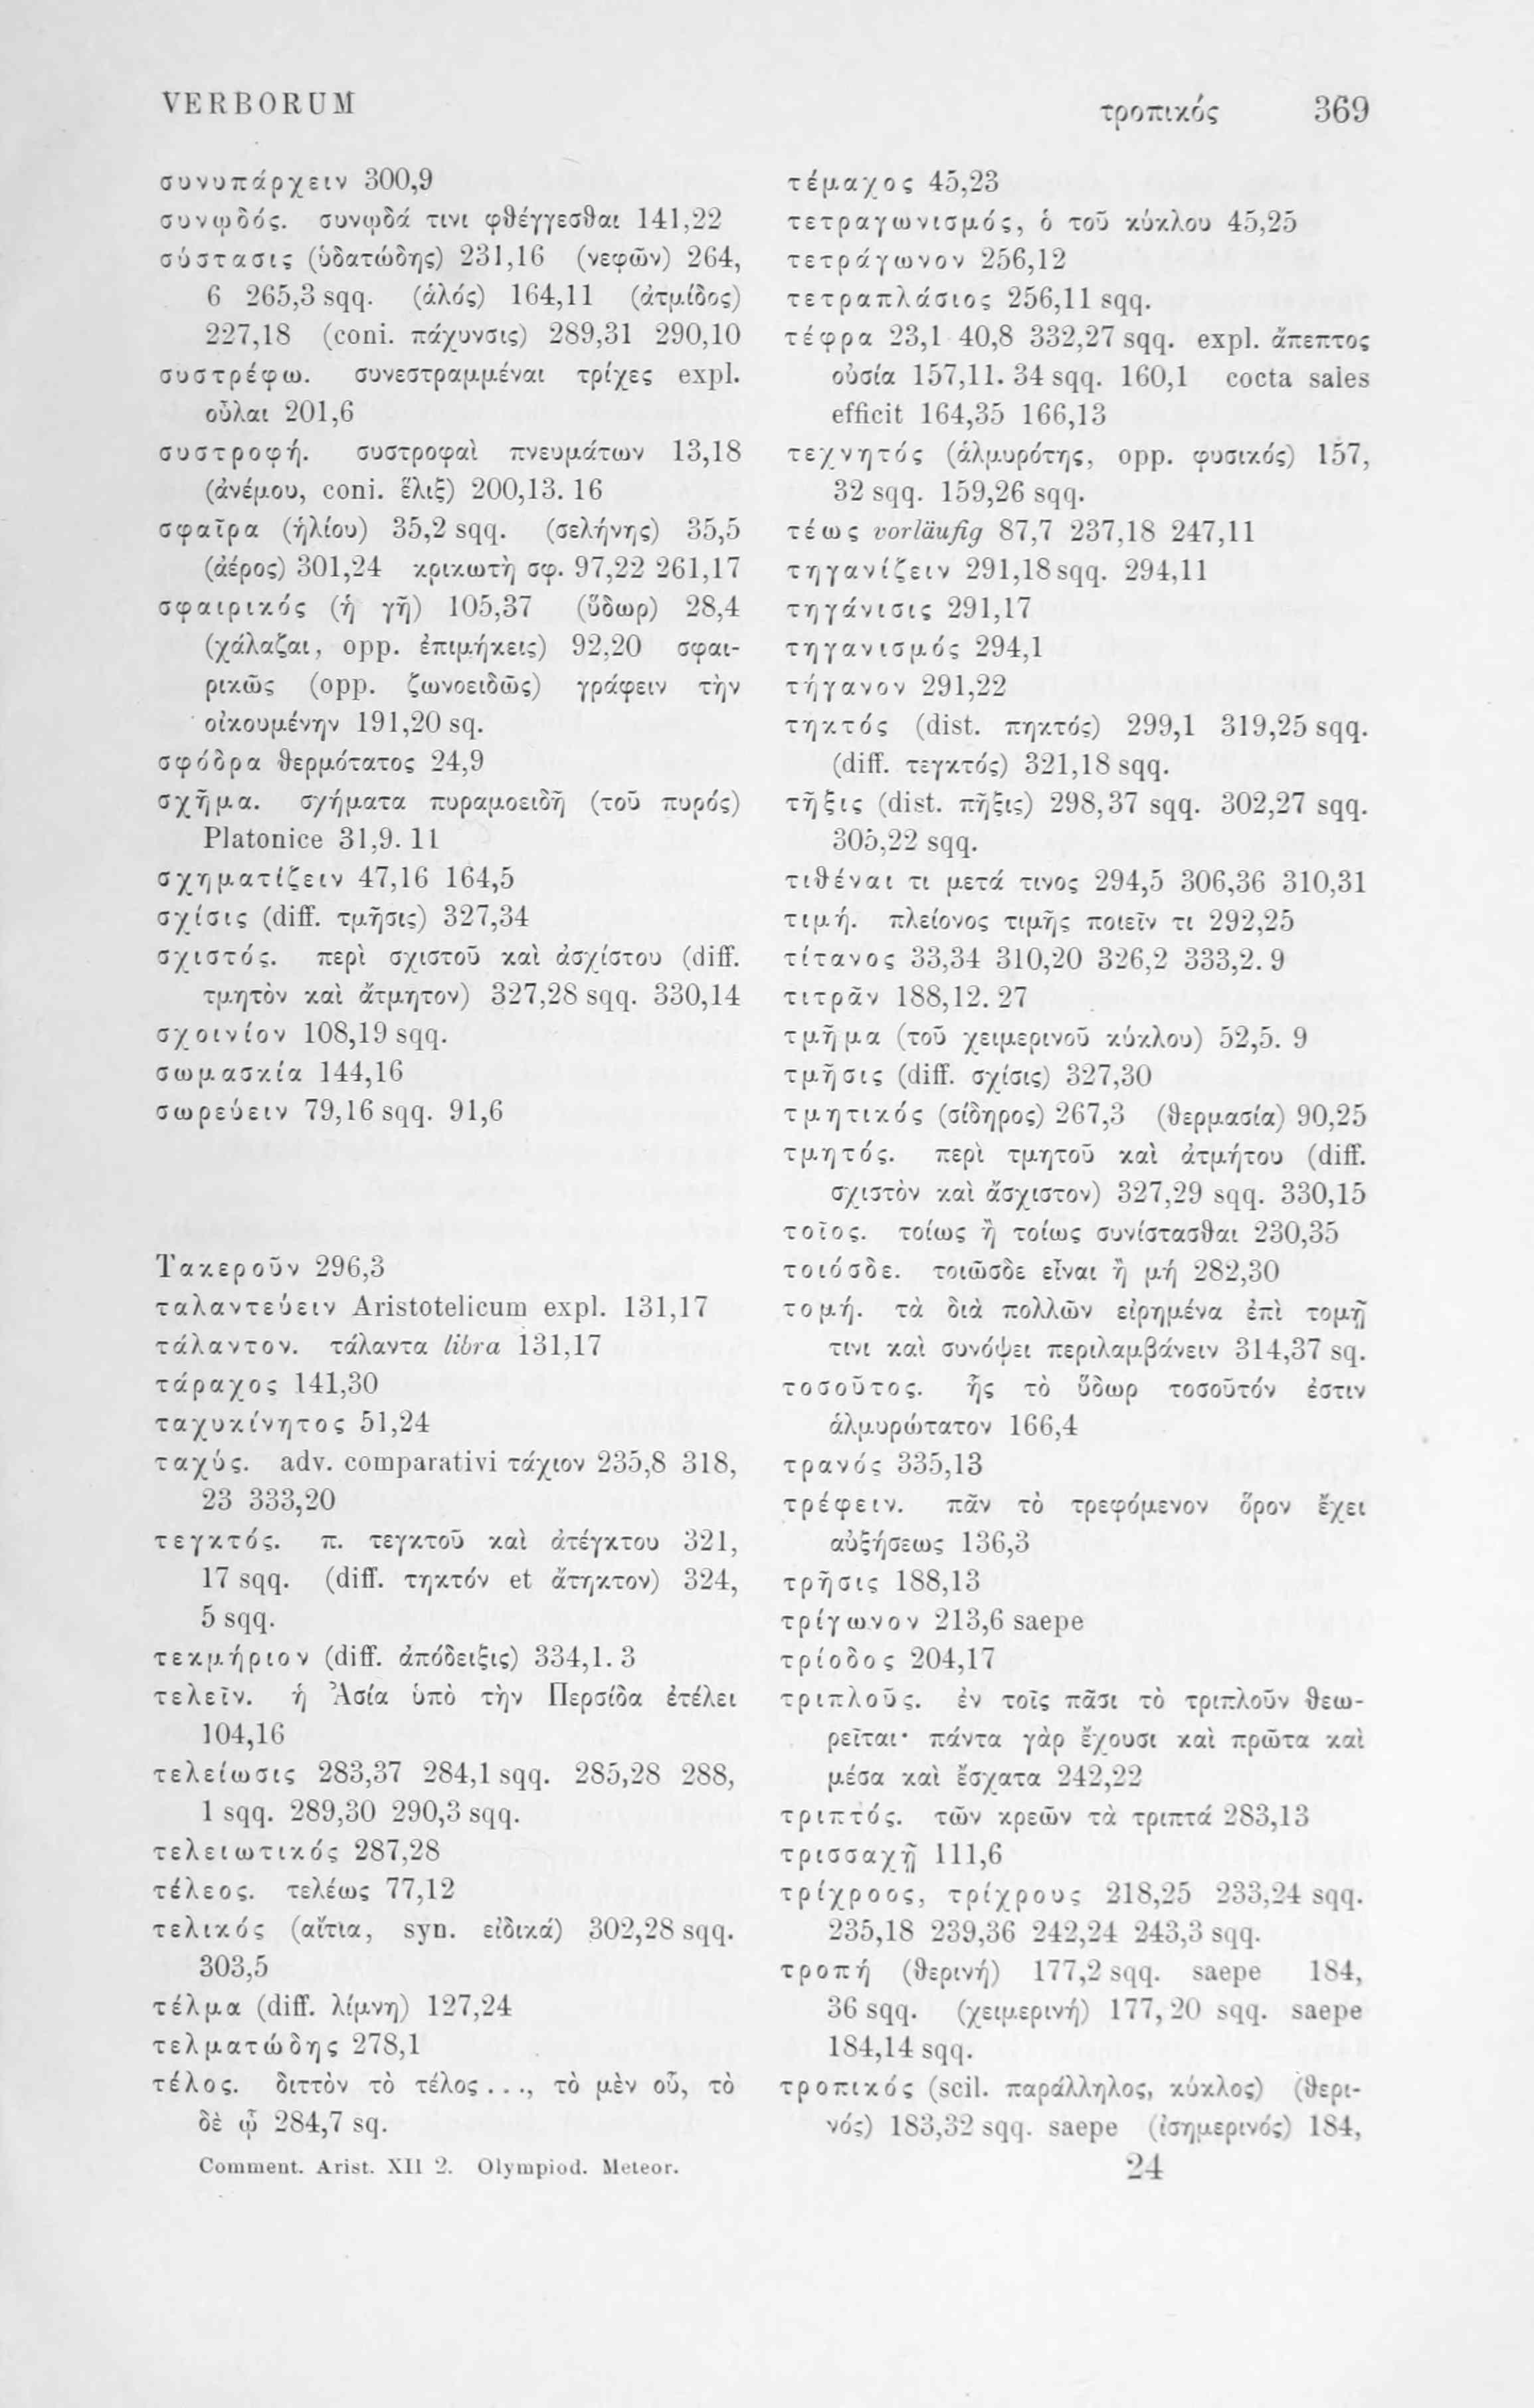 VERBORUM τροπικός 369
συνυπάρχειν 300,9
συνῳδός. συνῳδά τινι φθέγγεσθαι 141,22
σύστασις (ὑδατώδης) 231,16 (νεφῶν) 264,
6 265,3 sqq. (ἁλός) 164,11 (ἀτμίδος)
227,18 (coni. πάχυνσις) 289,31 290,10
συστρέφω. συνεστραμμέναι τρίχες expl.
οὖλαι 201,6
συστροφή. συστροφαὶ πνευμάτων 13,18
(ἀνέμου, coni. ἕλιξ) 200,13. 16
σφαῖρα (ἡλίου) 35,2 sqq. (σελήνης) 35,5
(ἀέρος) 301,24 κρικωτὴ σφ. 97,22 261,17
σφαιρικός (ἡ γῆ) 105,37 (ὕδωρ) 28,4
(χάλαζαι, opp. ἐπιμήκεις) 92,20 σφαι-
ρικῶς (opp. ζωνοειδῶς) γράφειν τὴν
οἰκουμένην 191,20 sq.
σφόδρα θερμότατος 24,9
σχῆμα. σχήματα πυραμοειδῆ (τοῦ πυρός)
Platonice 31,9. 11
σχηματίζειν 47,16 164,5
σχίσις (diff. τμῆσις) 327,34
σχιστός. περὶ σχιστοῦ καὶ ἀσχίστου (diff.
τμητὸν καὶ ἄτμητον) 327,28 sqq. 330,14
σχοινίον 108,19 sqq.
σωμασκία 144,16
σωρεύειν 79,16 sqq. 91,6
Τακεροῦν 296,3
ταλαντεύειν Aristotelicum expl. 131,17
τάλαντον. τάλαντα libra 131,17
τάραχος 141,30
ταχυκίνητος 51,24
ταχύς. adv. comparativi τάχιον 235,8 318,
23 333,20
τεγκτός. π. τεγκτοῦ καὶ ἀτέγκτου 321,
17 sqq. (diff. τηκτόν et ἄτηκτον) 324,
5 sqq.
τεκμήριον (diff. ἀπόδειξις) 334,1. 3
τελεῖν. ἡ Ἀσία ὑπὸ τὴν Περσίδα ἐτέλει
104,16
τελείωσις 283,37 284,1 sqq. 285,28 288,
1 sqq. 289,30 290,3 sqq.
τελειωτικός 287,28
τέλεος. τελέως 77,12
τελικός (αἴτια, syn. εἰδικά) 302,28 sqq.
303,5
τέλμα (diff. λίμνη) 127,24
τελματώδης 278,1
τέλος. διττὸν τὸ τέλος . . ., τὸ μὲν οὗ, τὸ
δὲ ᾧ 284,7 sq.
τέμαχος 45,23
τετραγωνισμός, ὁ τοῦ κύκλου 45,25
τετράγωνον 256,12
τετραπλάσιος 256,11 sqq.
τέφρα 23,1 40,8 332,27 sqq. expl. ἄπεπτος
οὐσία 157,11. 34 sqq. 160,1 cocta sales
efficit 164,35 166,13
τεχνητός (ἁλμυρότης, opp. φυσικός) 157,
32 sqq. 159,26 sqq.
τέως vorläufig 87,7 237,18 247,11
τηγανίζειν 291,18 sqq. 294,11
τηγάνισις 291,17
τηγανισμός 294,1
τήγανον 291,22
τηκτός (dist. πηκτός) 299,1 319,25 sqq.
(diff. τεγκτός) 321,18 sqq.
τῆξις (dist. πῆξις) 298,37 sqq. 302,27 sqq.
305,22 sqq.
τιθέναι τι μετά τινος 294,5 306,36 310,31
τιμή. πλείονος τιμῆς ποιεῖν τι 292,25
τίτανος 33,34 310,20 326,2 333,2. 9
τιτρᾶν 188,12. 27
τμῆμα (τοῦ χειμερινοῦ κύκλου) 52,5. 9
τμῆσις (diff. σχίσις) 327,30
τμητικός (σίδηρος) 267,3 (θερμασία) 90,25
τμητός. περὶ τμητοῦ καὶ ἀτμήτου (diff.
σχιστὸν καὶ ἄσχιστον) 327,29 sqq. 330,15
τοῖος. τοίως ἢ τοίως συνίστασθαι 230,35
τοιόσδε. τοιῶσδε εἶναι ἢ μή 282,30
τομή. τὰ διὰ πολλῶν εἰρημένα ἐπὶ τομῇ
τινι καὶ συνόψει περιλαμβάνειν 314,37 sq.
τοσοῦτος. ἧς τὸ ὕδωρ τοσοῦτόν ἐστιν
ἁλμυρώτατον 166,4
τρανός 335,13
τρέφειν. πᾶν τὸ τρεφόμενον ὅρον ἔχει
αὐξήσεως 136,3
τρῆσις 188,13
τρίγωνον 213,6 saepe
τρίοδος 204,17
τριπλοῦς. ἐν τοῖς πᾶσι τὸ τριπλοῦν θεω-
ρεῖται· πάντα γὰρ ἔχουσι καὶ πρῶτα καὶ
μέσα καὶ ἔσχατα 242,22
τριπτός. τῶν κρεῶν τὰ τριπτά 283,13
τρισσαχῇ 111,6
τρίχροος, τρίχρους 218,25 233,24 sqq.
235,18 239,36 242,24 243,3 sqq.
τροπή (θερινή) 177,2 sqq. saepe 184,
36 sqq. (χειμερινή) 177, 20 sqq. saepe
184,14 sqq.
τροπικός (scil. παράλληλος, κύκλος) (θερι-
νός) 183,32 sqq. saepe (ἰσημερινός) 184,
Comment. Arist. XII 2. Olympiod. Meteor. 24